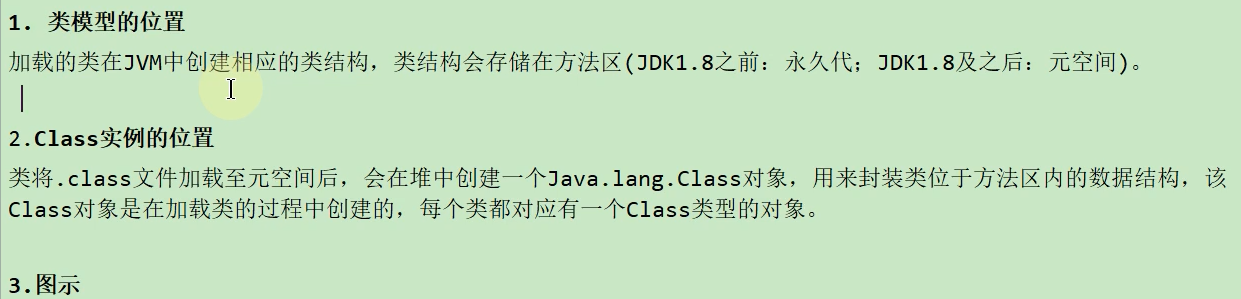 1. 类模型的位置
加载的类在JVM中创建相应的类结构，类结构会存储在方法区(JDK1.8之前：永久代；JDK1.8及之后：元空间)。
2.Class实例的位置
类将.class文件加载至元空间后，会在堆中创建一个Java.lang.Class对象，用来封装类位于方法区内的数据结构，该
Class对象是在加载类的过程中创建的，每个类都对应有一个Class类型的对象。
3.图示